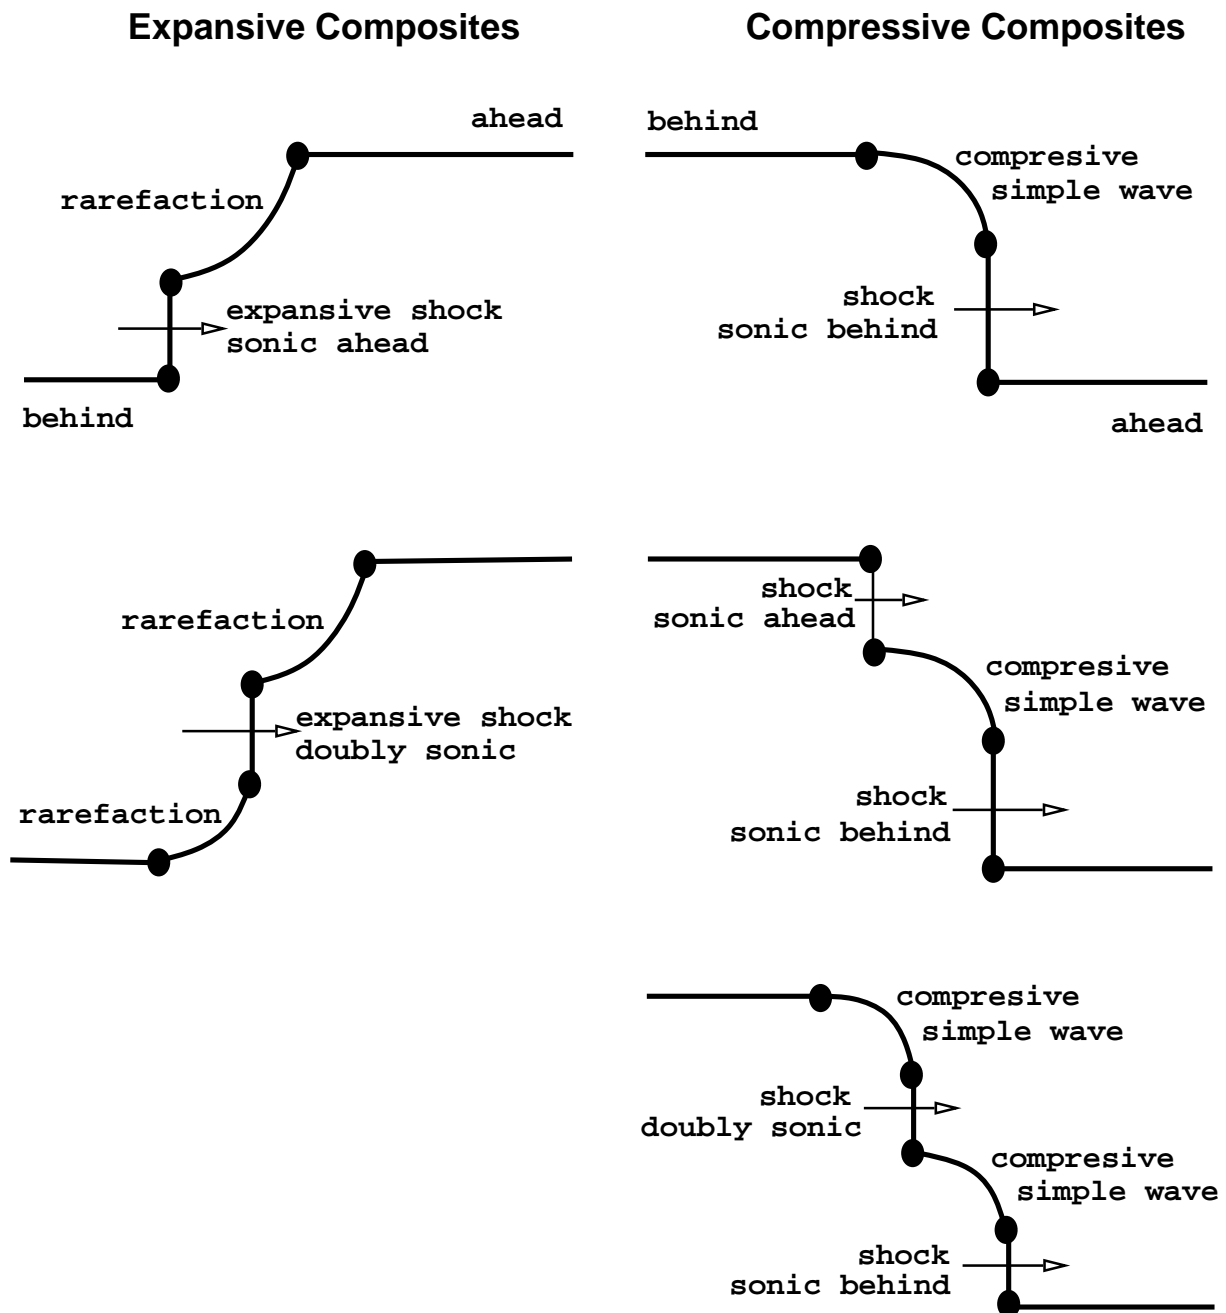 Expansive Composites
ahead
rarefaction
expansive shock
sonic ahead
behind
rarefaction
expansive shock
doubly sonic
rarefaction
Compressive Composites
behind
compresive
simple wave
shock
sonic behind
ahead
shock
sonic ahead
compresive
simple wave
shock
sonic behind
compresive
simple wave
shock
doubly sonic
compresive
simple wave
shock
sonic behind